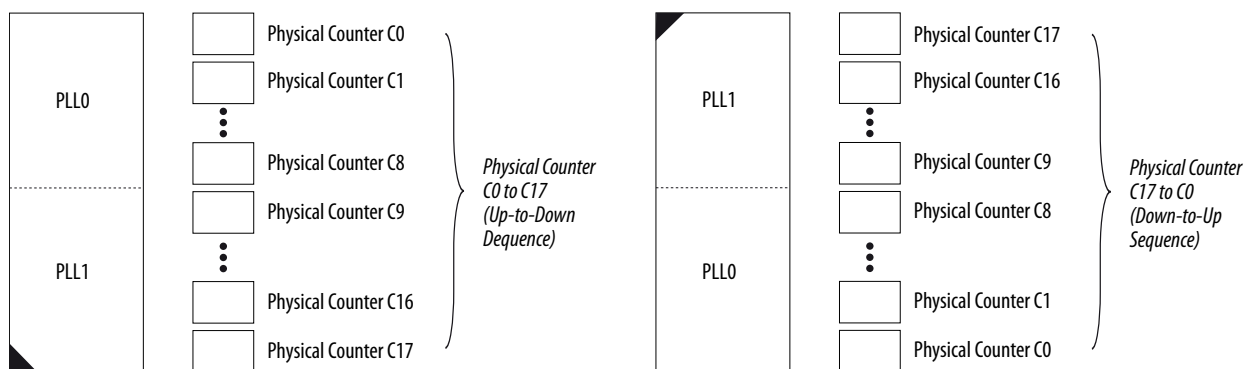 PLL0
PLL1
Physical Counter C0
Physical Counter C1
Physical Counter C8
Physical Counter C9
Physical Counter C16
Physical Counter C17
Physical Counter
C0 to C17
(Up-to-Down
Dequence)
PLL1
PLL0
Physical Counter C17
Physical Counter C16
Physical Counter C9
Physical Counter C8
Physical Counter C1
Physical Counter C0
Physical Counter
C17 to C0
(Down-to-Up
Sequence)